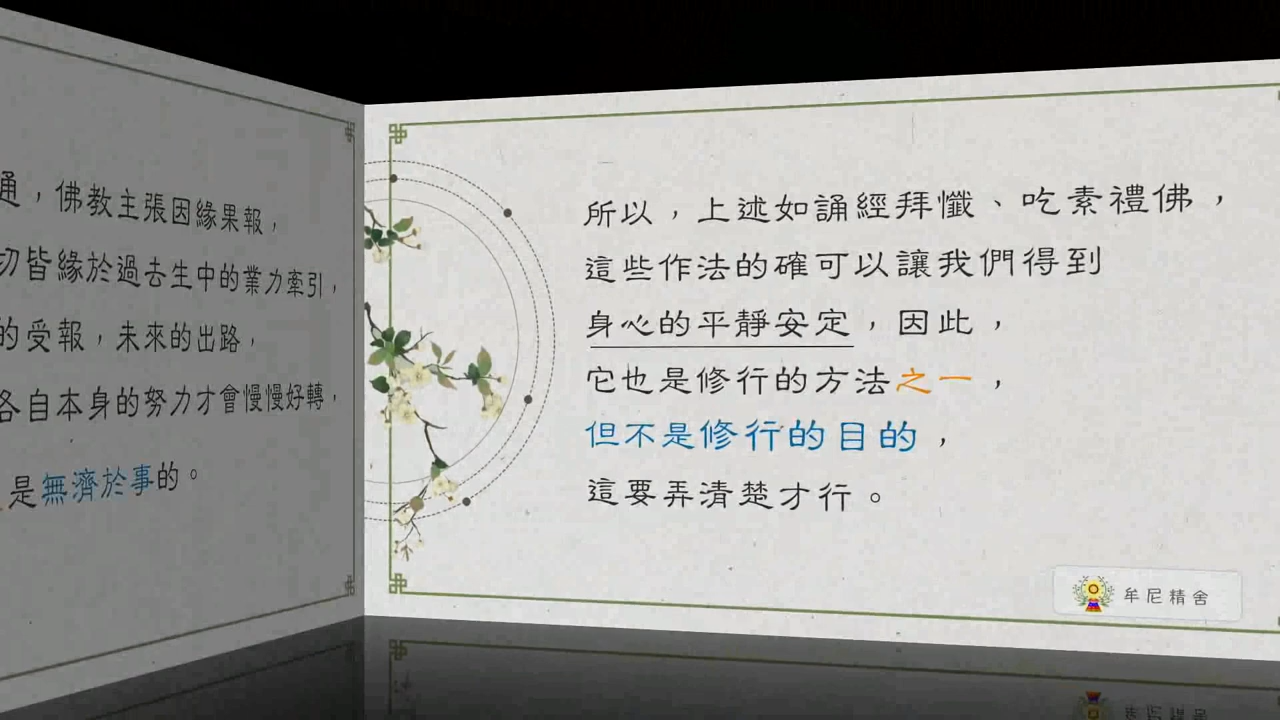 通，佛教主張因緣果報，
切皆緣於過去生中的業力牽引，
的受報，未來的出路，
各自本身的努力才會慢慢好轉，
是無濟於事的。
所以，上述如誦經拜懺、吃素禮佛，
這些作法的確可以讓我們得到
身心的平靜安定，因此，
它也是修行的方法之一，
但不是修行的目的，
這要弄清楚才行。
牟尼精舍